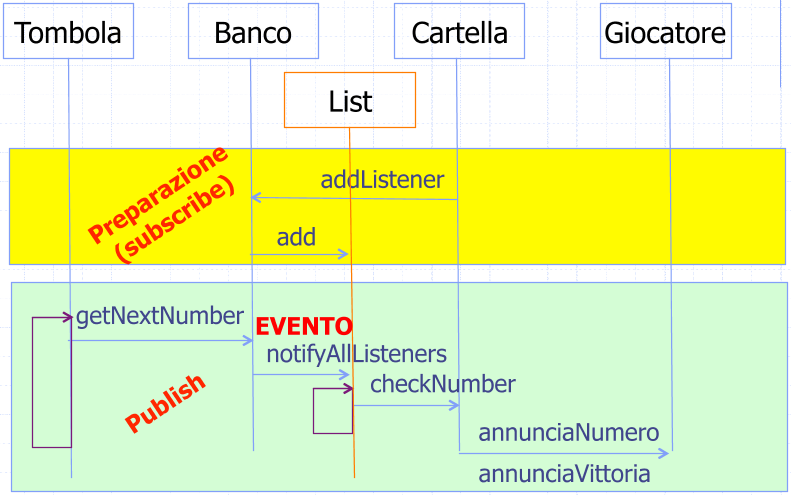 Tombola
Banco
Cartella
Giocatore
List
Preparazione
(subscribe)
addListener
add
getNextNumber
EVENTO
notifyAllListeners
checkNumber
Publish
annunciaNumero
annunciaVittoria